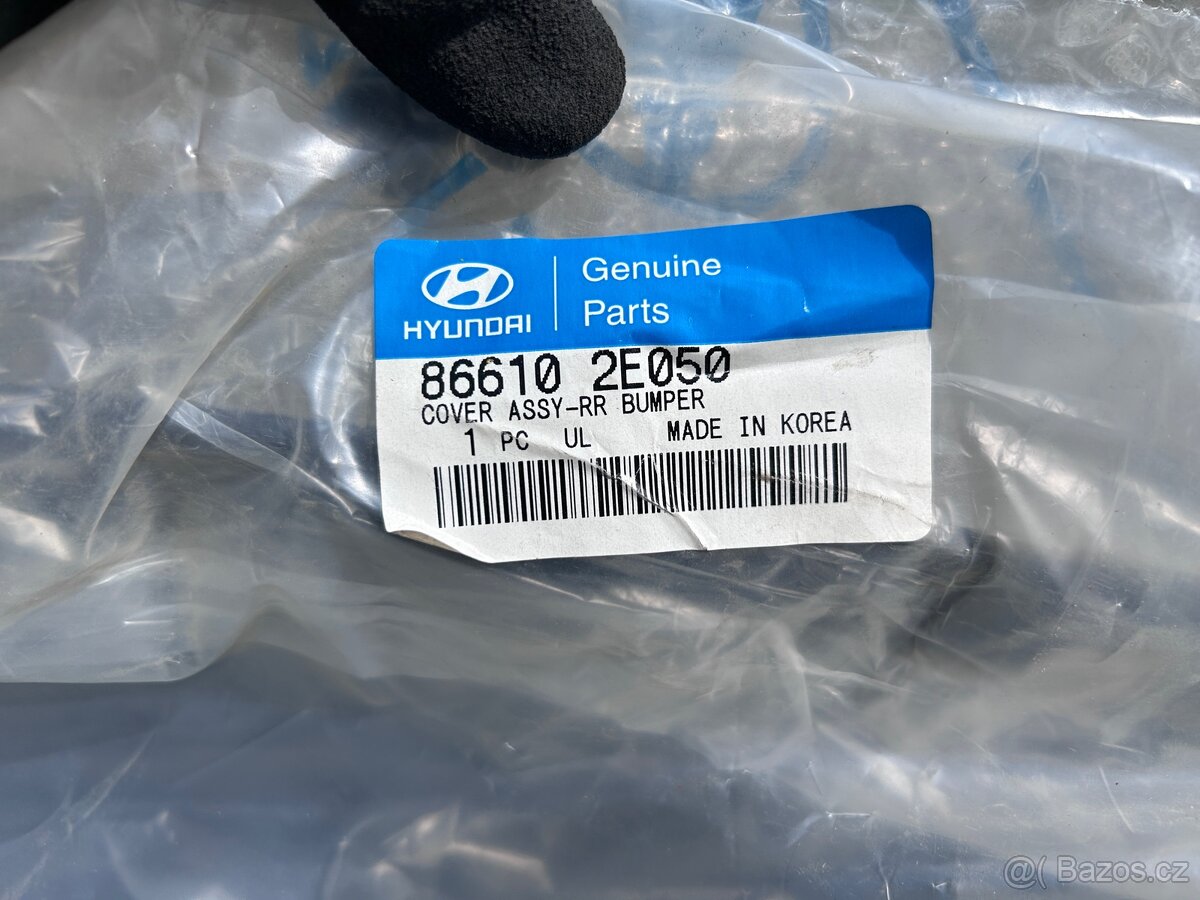 HYUNDAI
Genuine
Parts
86610 2E050
COVER ASSY-RR BUMPER
1 PC UL MADE IN KOREA
@( Bazos.cz